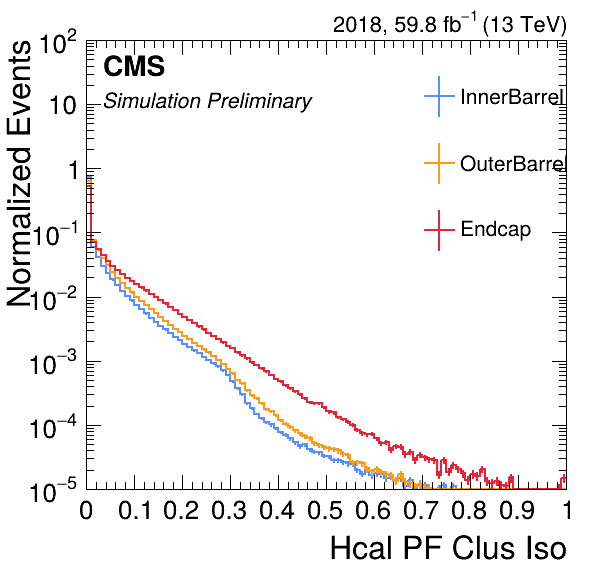 2018, 59.8 fb⁻¹ (13 TeV)
CMS
Simulation Preliminary
InnerBarrel
OuterBarrel
Endcap
Normalized Events
10²
10
1
10⁻¹
10⁻²
10⁻³
10⁻⁴
10⁻⁵
0 0.1 0.2 0.3 0.4 0.5 0.6 0.7 0.8 0.9 1
Hcal PF Clus Iso